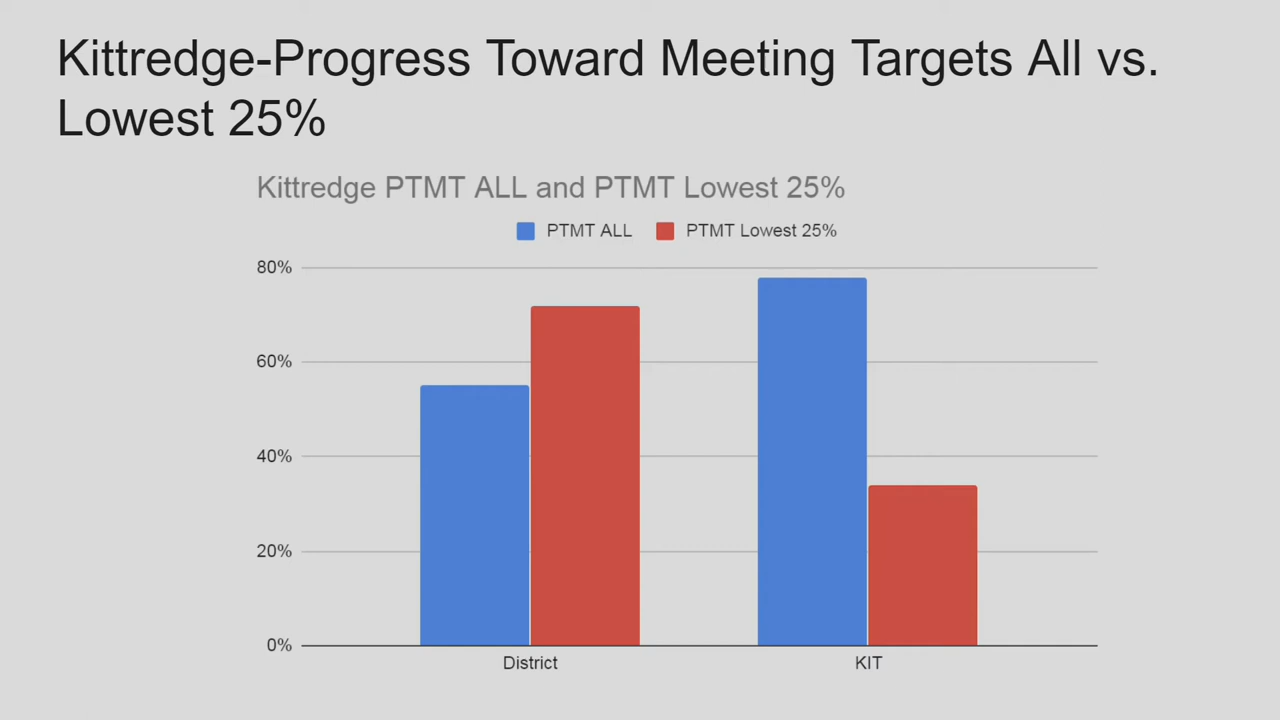 Kittredge-Progress Toward Meeting Targets All vs.
Lowest 25%
Kittredge PTMT ALL and PTMT Lowest 25%
PTMT ALL PTMT Lowest 25%
80%
60%
40%
20%
0%
District KIT